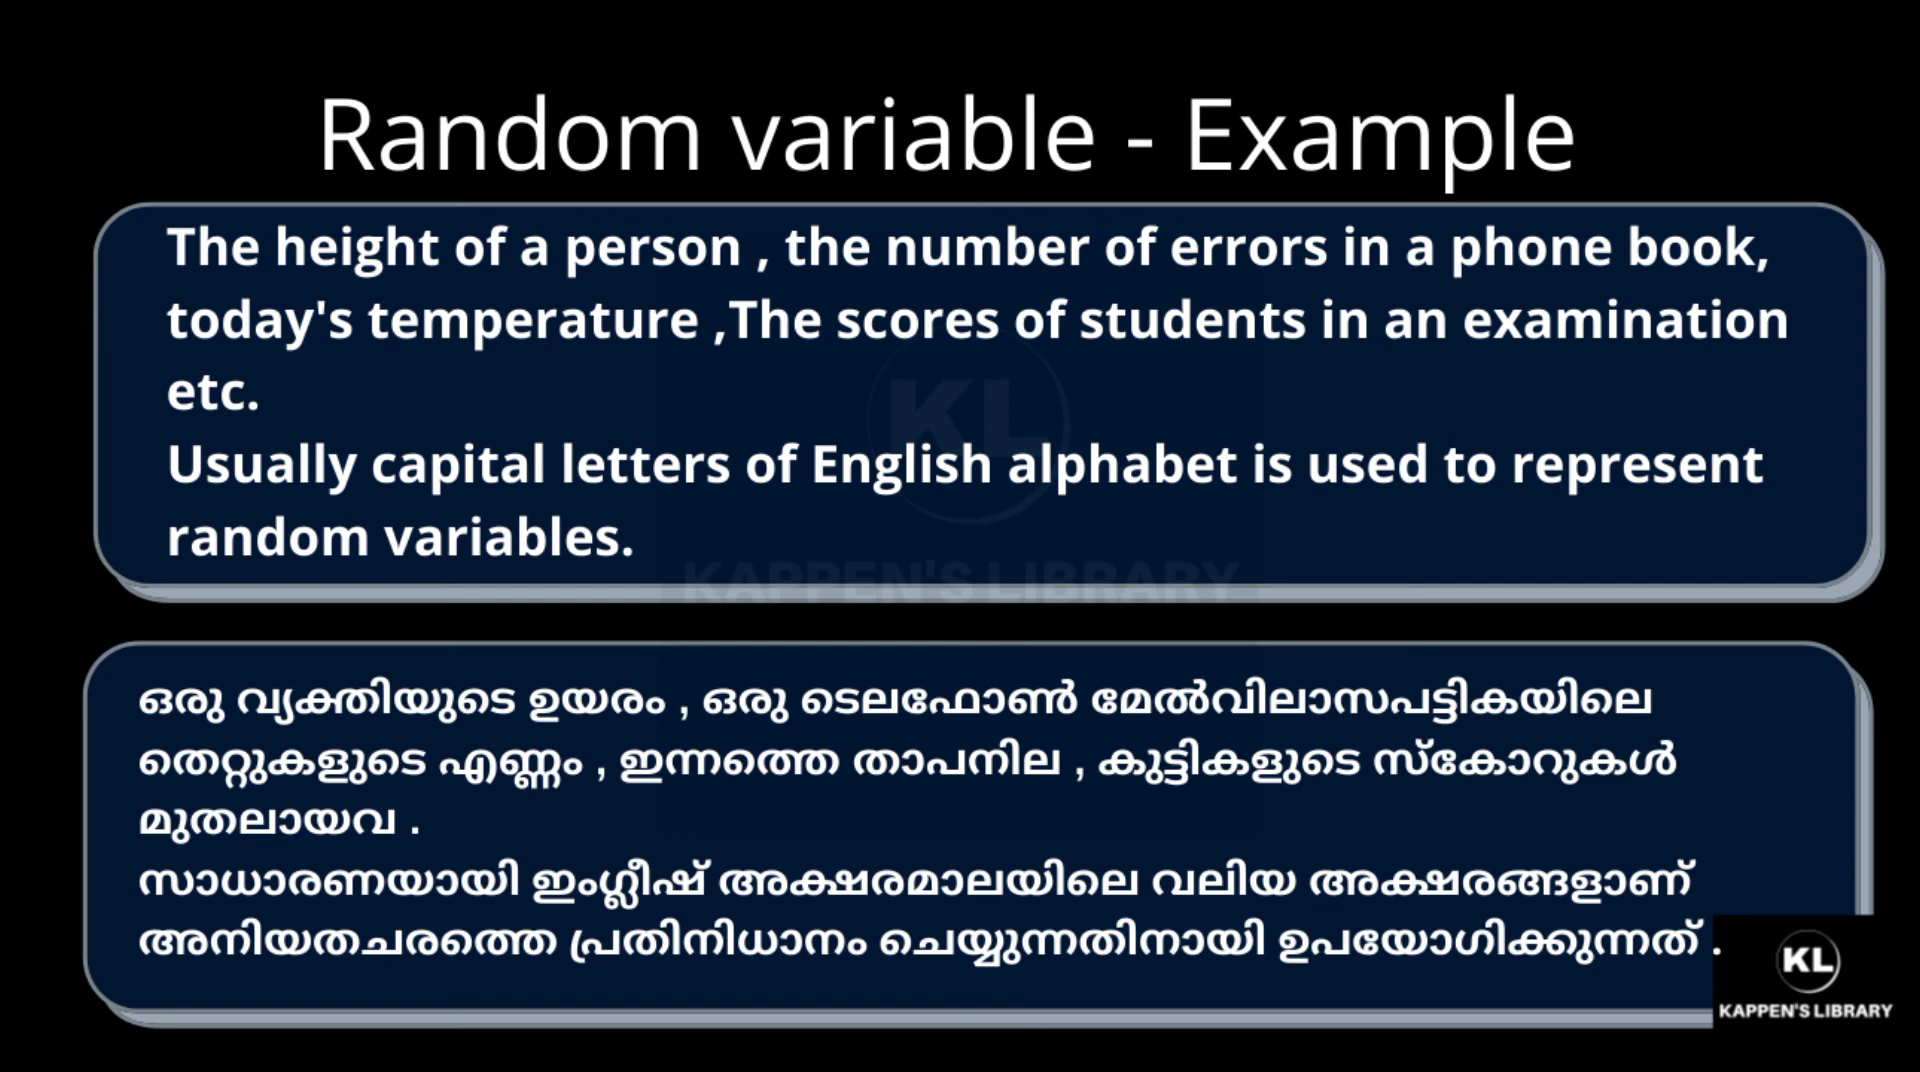 Random variable - Example
The height of a person , the number of errors in a phone book,
today's temperature ,The scores of students in an examination
etc.
Usually capital letters of English alphabet is used to represent
random variables.
KL
KAPPEN'S LIBRARY
ഒരു വ്യക്തിയുടെ ഉയരം , ഒരു ടെലഫോൺ മേൽവിലാസപട്ടികയിലെ
തെറ്റുകളുടെ എണ്ണം , ഇന്നത്തെ താപനില , കുട്ടികളുടെ സ്കോറുകൾ
മുതലായവ .
സാധാരണയായി ഇംഗ്ലീഷ് അക്ഷരമാലയിലെ വലിയ അക്ഷരങ്ങളാണ്
അനിയതചരത്തെ പ്രതിനിധാനം ചെയ്യുന്നതിനായി ഉപയോഗിക്കുന്നത് .
KL
KAPPEN'S LIBRARY